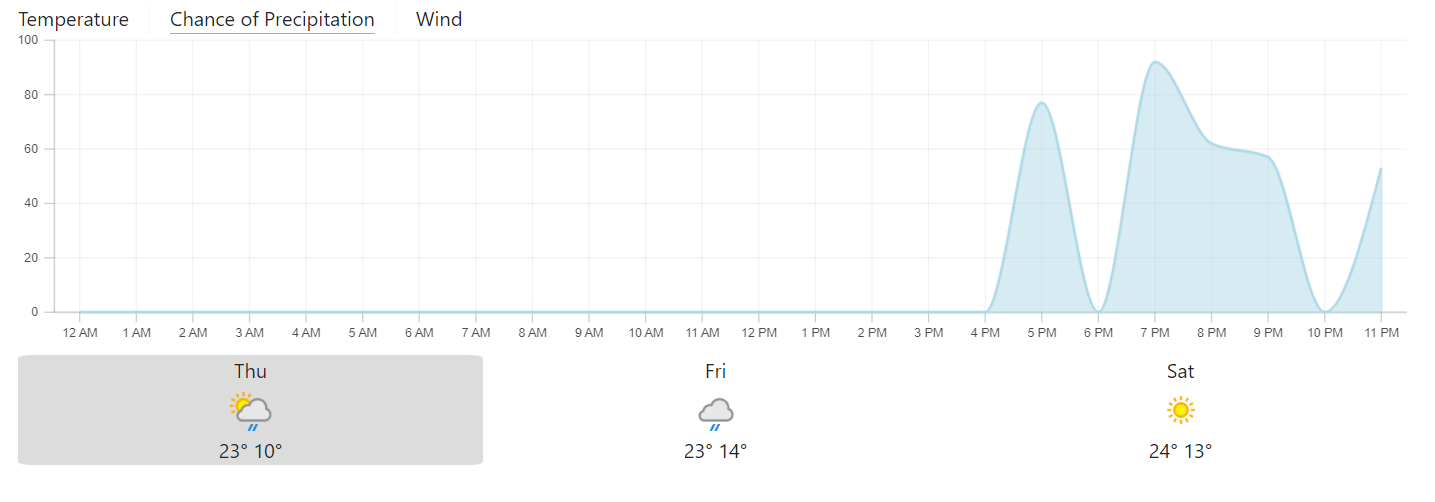 Temperature Chance of Precipitation Wind
100
80
60
40
20
0
12 AM 1 AM 2 AM 3 AM 4 AM 5 AM 6 AM 7 AM 8 AM 9 AM 10 AM 11 AM 12 PM 1 PM 2 PM 3 PM 4 PM 5 PM 6 PM 7 PM 8 PM 9 PM 10 PM 11 PM
Thu Fri Sat
23° 10° 23° 14° 24° 13°